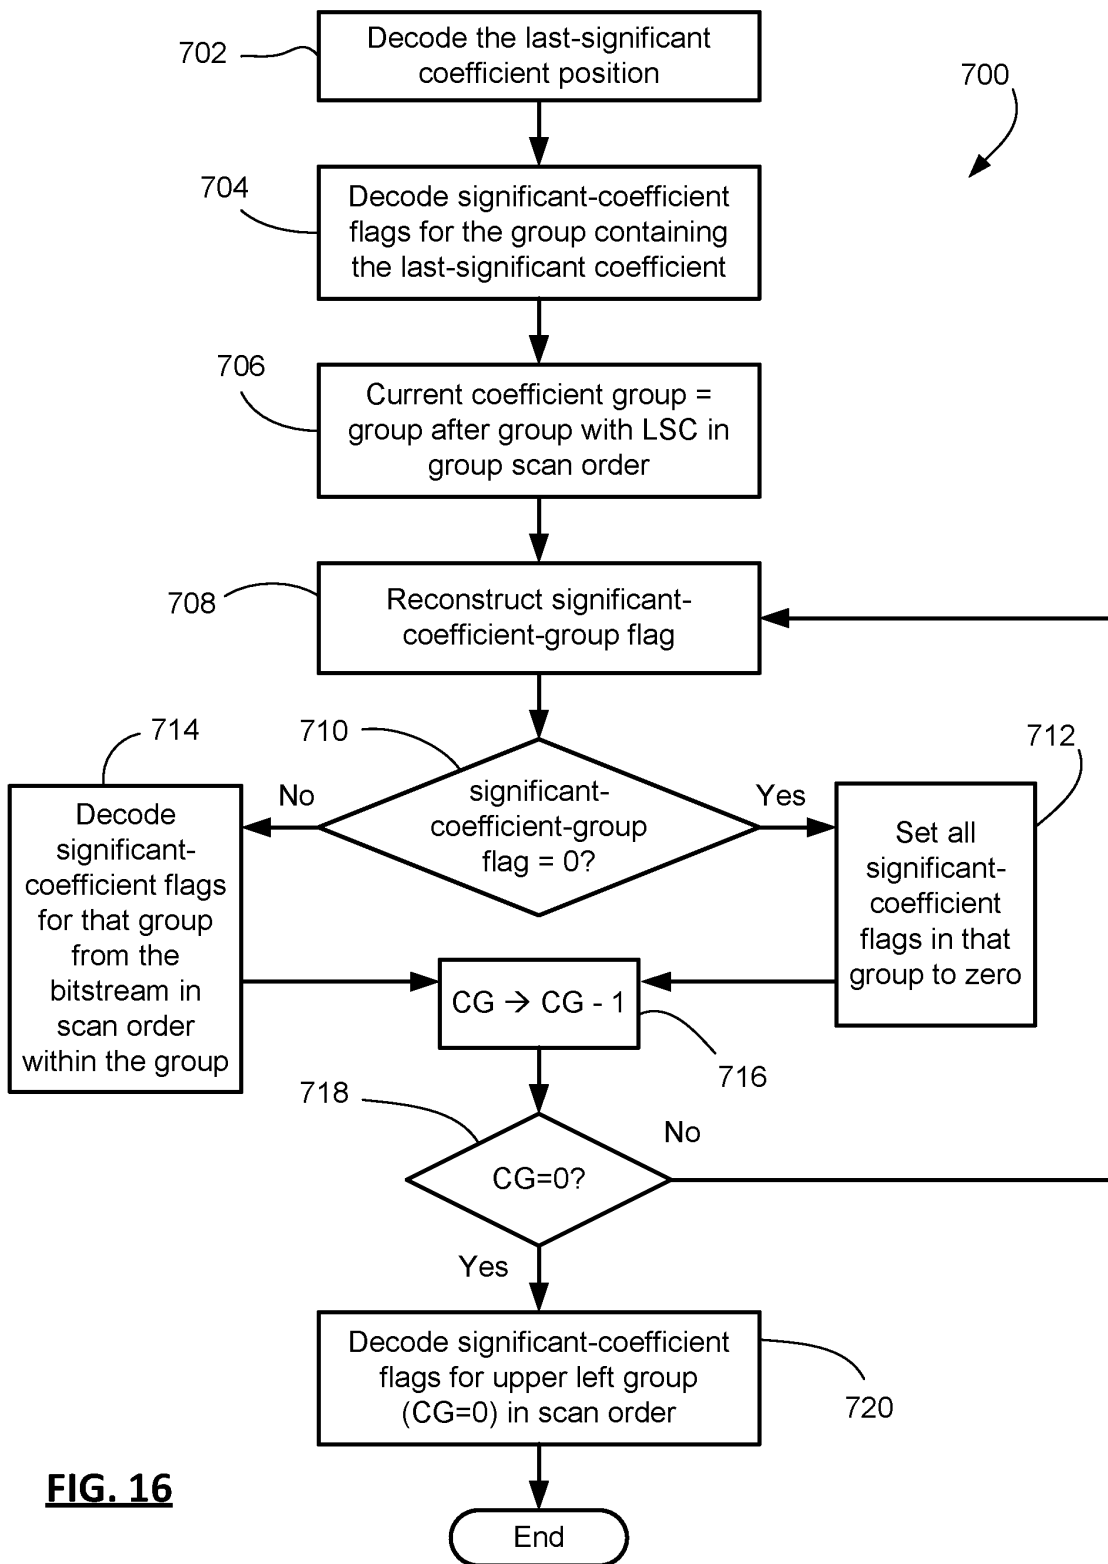 702
Decode the last-significant
coefficient position
700
704
Decode significant-coefficient
flags for the group containing
the last-significant coefficient
706
Current coefficient group =
group after group with LSC in
group scan order
708
Reconstruct significant-
coefficient-group flag
714
710
712
No
significant-
coefficient-group
flag = 0?
Yes
Decode
significant-
coefficient flags
for that group
from the
bitstream in
scan order
within the group
Set all
significant-
coefficient
flags in that
group to zero
CG → CG - 1
716
718
No
CG=0?
Yes
Decode significant-coefficient
flags for upper left group
(CG=0) in scan order
720
FIG. 16
End